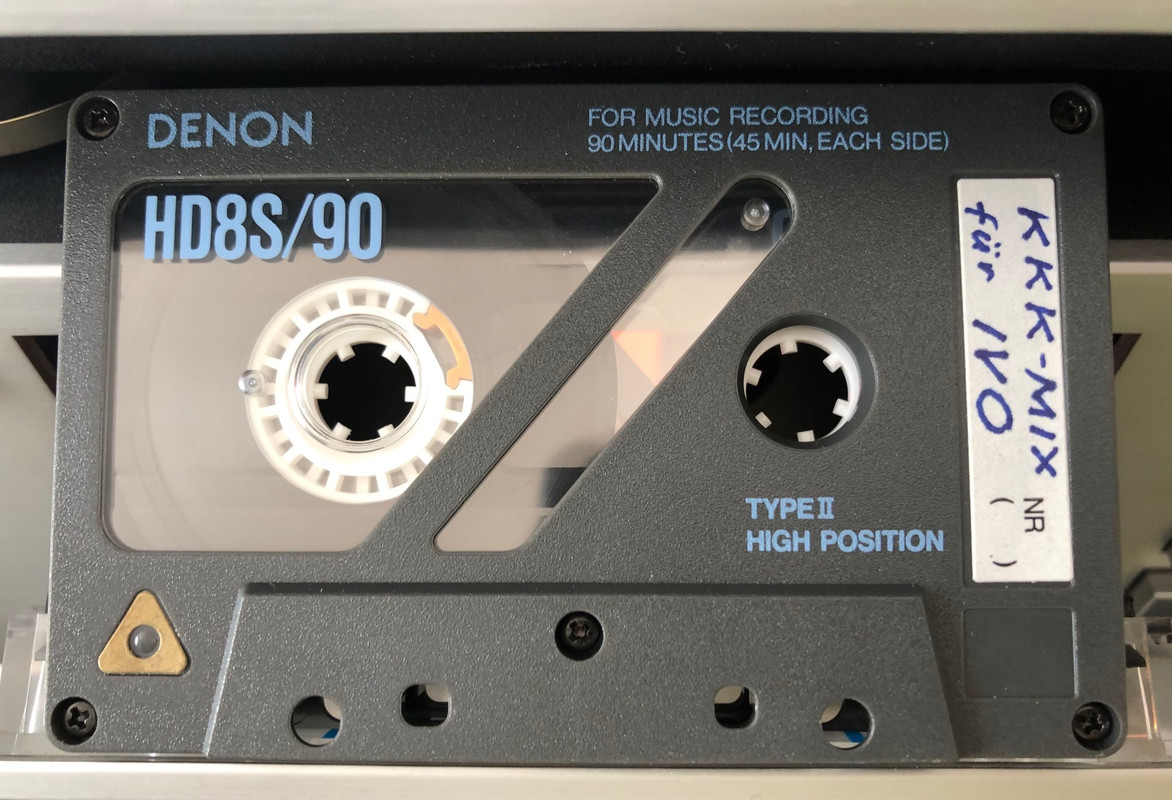 DENON
FOR MUSIC RECORDING
90 MINUTES (45 MIN, EACH SIDE)
HD8S/90
TYPE II
HIGH POSITION
KKK-MIX
für IVO
NR
( )